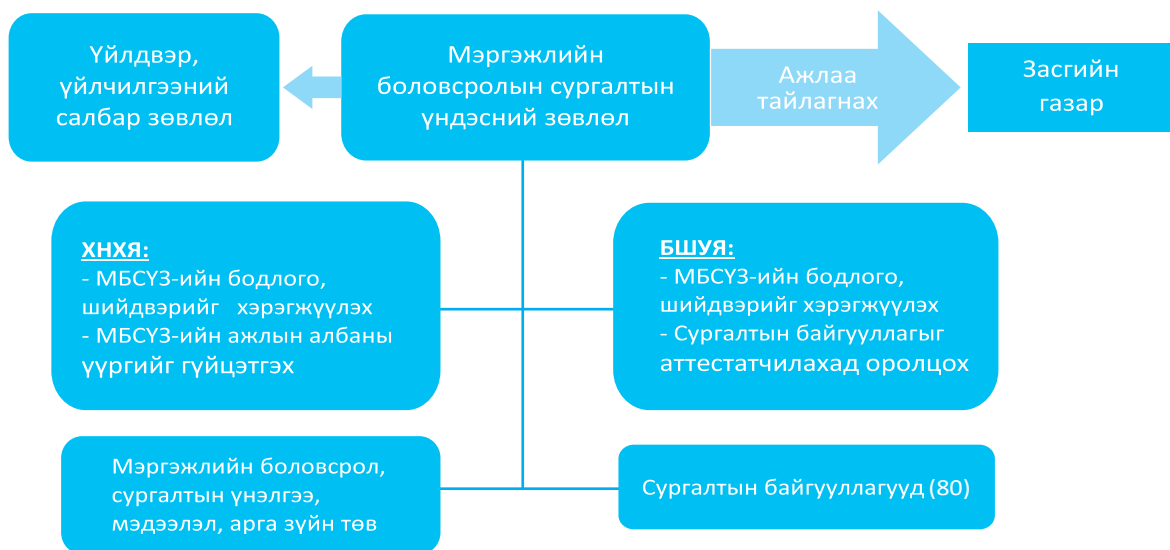 Үйлдвэр,
үйлчилгээний
салбар зөвлөл
Мэргэжлийн
боловсролын сургалтын
үндэсний зөвлөл
Ажлаа
тайлагнах
Засгийн
газар
ХНХЯ:
- МБСҮЗ-ийн бодлого,
шийдвэрийг хэрэгжүүлэх
- МБСҮЗ-ийн ажлын албаны
үүргийг гүйцэтгэх
БШУЯ:
- МБСҮЗ-ийн бодлого,
шийдвэрийг хэрэгжүүлэх
- Сургалтын байгууллагыг
аттестатчилахад оролцох
Мэргэжлийн боловсрол,
сургалтын үнэлгээ,
мэдээлэл, арга зүйн төв
Сургалтын байгууллагууд (80)